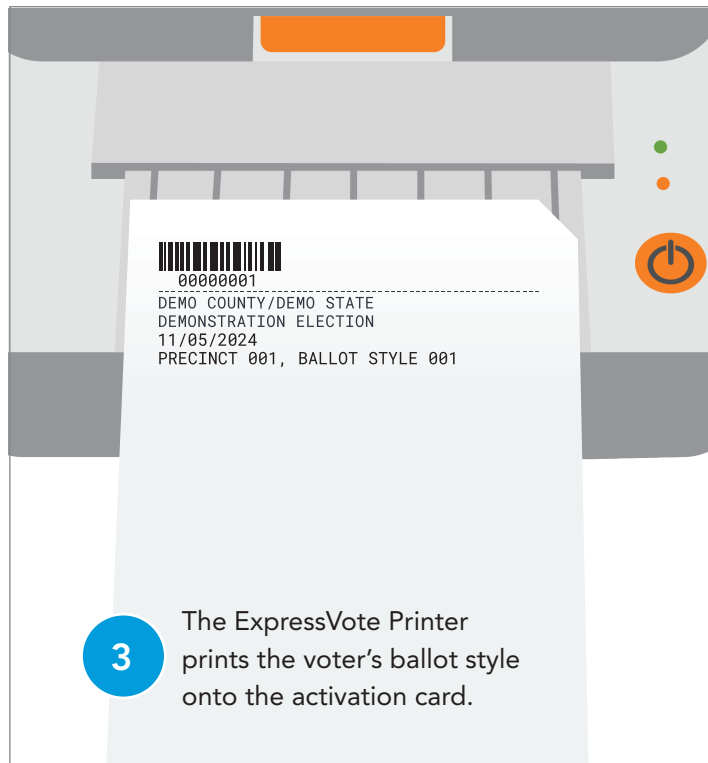 00000001
DEMO COUNTY/DEMO STATE
DEMONSTRATION ELECTION
11/05/2024
PRECINCT 001, BALLOT STYLE 001
3
The ExpressVote Printer
prints the voter’s ballot style
onto the activation card.